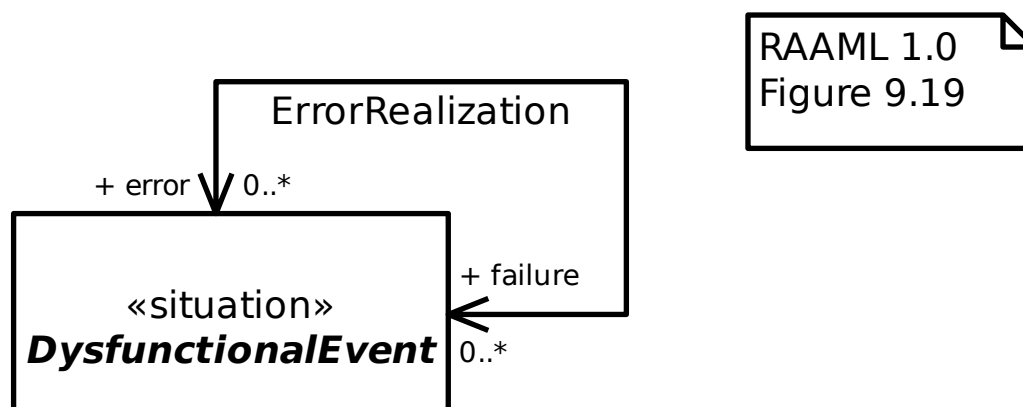 RAAML 1.0
Figure 9.19
ErrorRealization
+ error 0..*
+ failure
«situation»
DysfunctionalEvent
0..*